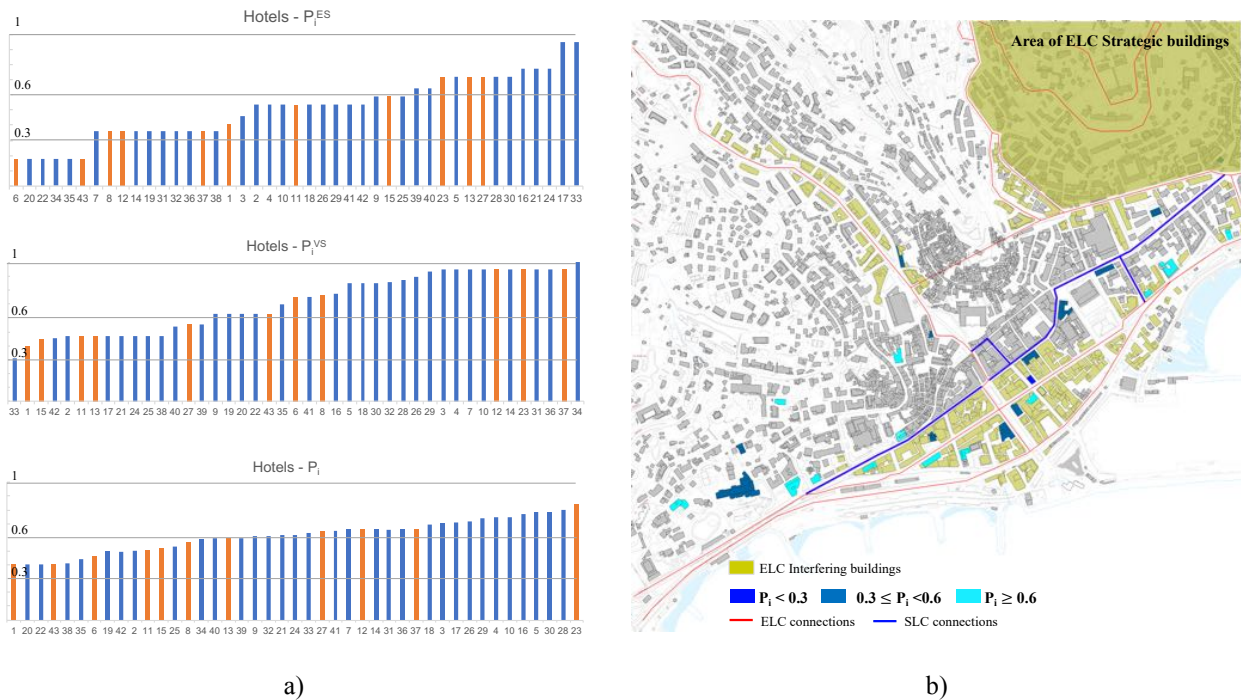 Hotels - PᵢᴱS
1
0.6
0.3
6 20 22 34 35 43 7 8 12 14 19 31 32 36 37 38 1 3 2 4 10 11 18 26 29 41 42 9 15 25 39 40 23 5 13 27 28 30 16 21 24 17 33
Hotels - PᵢⱽS
1
0.6
0.3
33 1 15 42 2 11 13 17 21 24 25 38 40 27 39 9 19 20 22 43 35 6 41 8 16 5 18 30 32 28 26 29 3 4 7 10 12 14 23 31 36 37 34
Hotels - Pᵢ
1
0.6
0.3
1 20 22 43 38 35 6 19 42 2 11 15 25 8 34 40 13 39 9 32 21 24 33 27 41 7 12 14 31 36 37 18 3 17 26 29 4 10 16 5 30 28 23
a)
Area of ELC Strategic buildings
ELC Interfering buildings
Pᵢ < 0.3 0.3 ≤ Pᵢ <0.6 Pᵢ ≥ 0.6
ELC connections SLC connections
b)